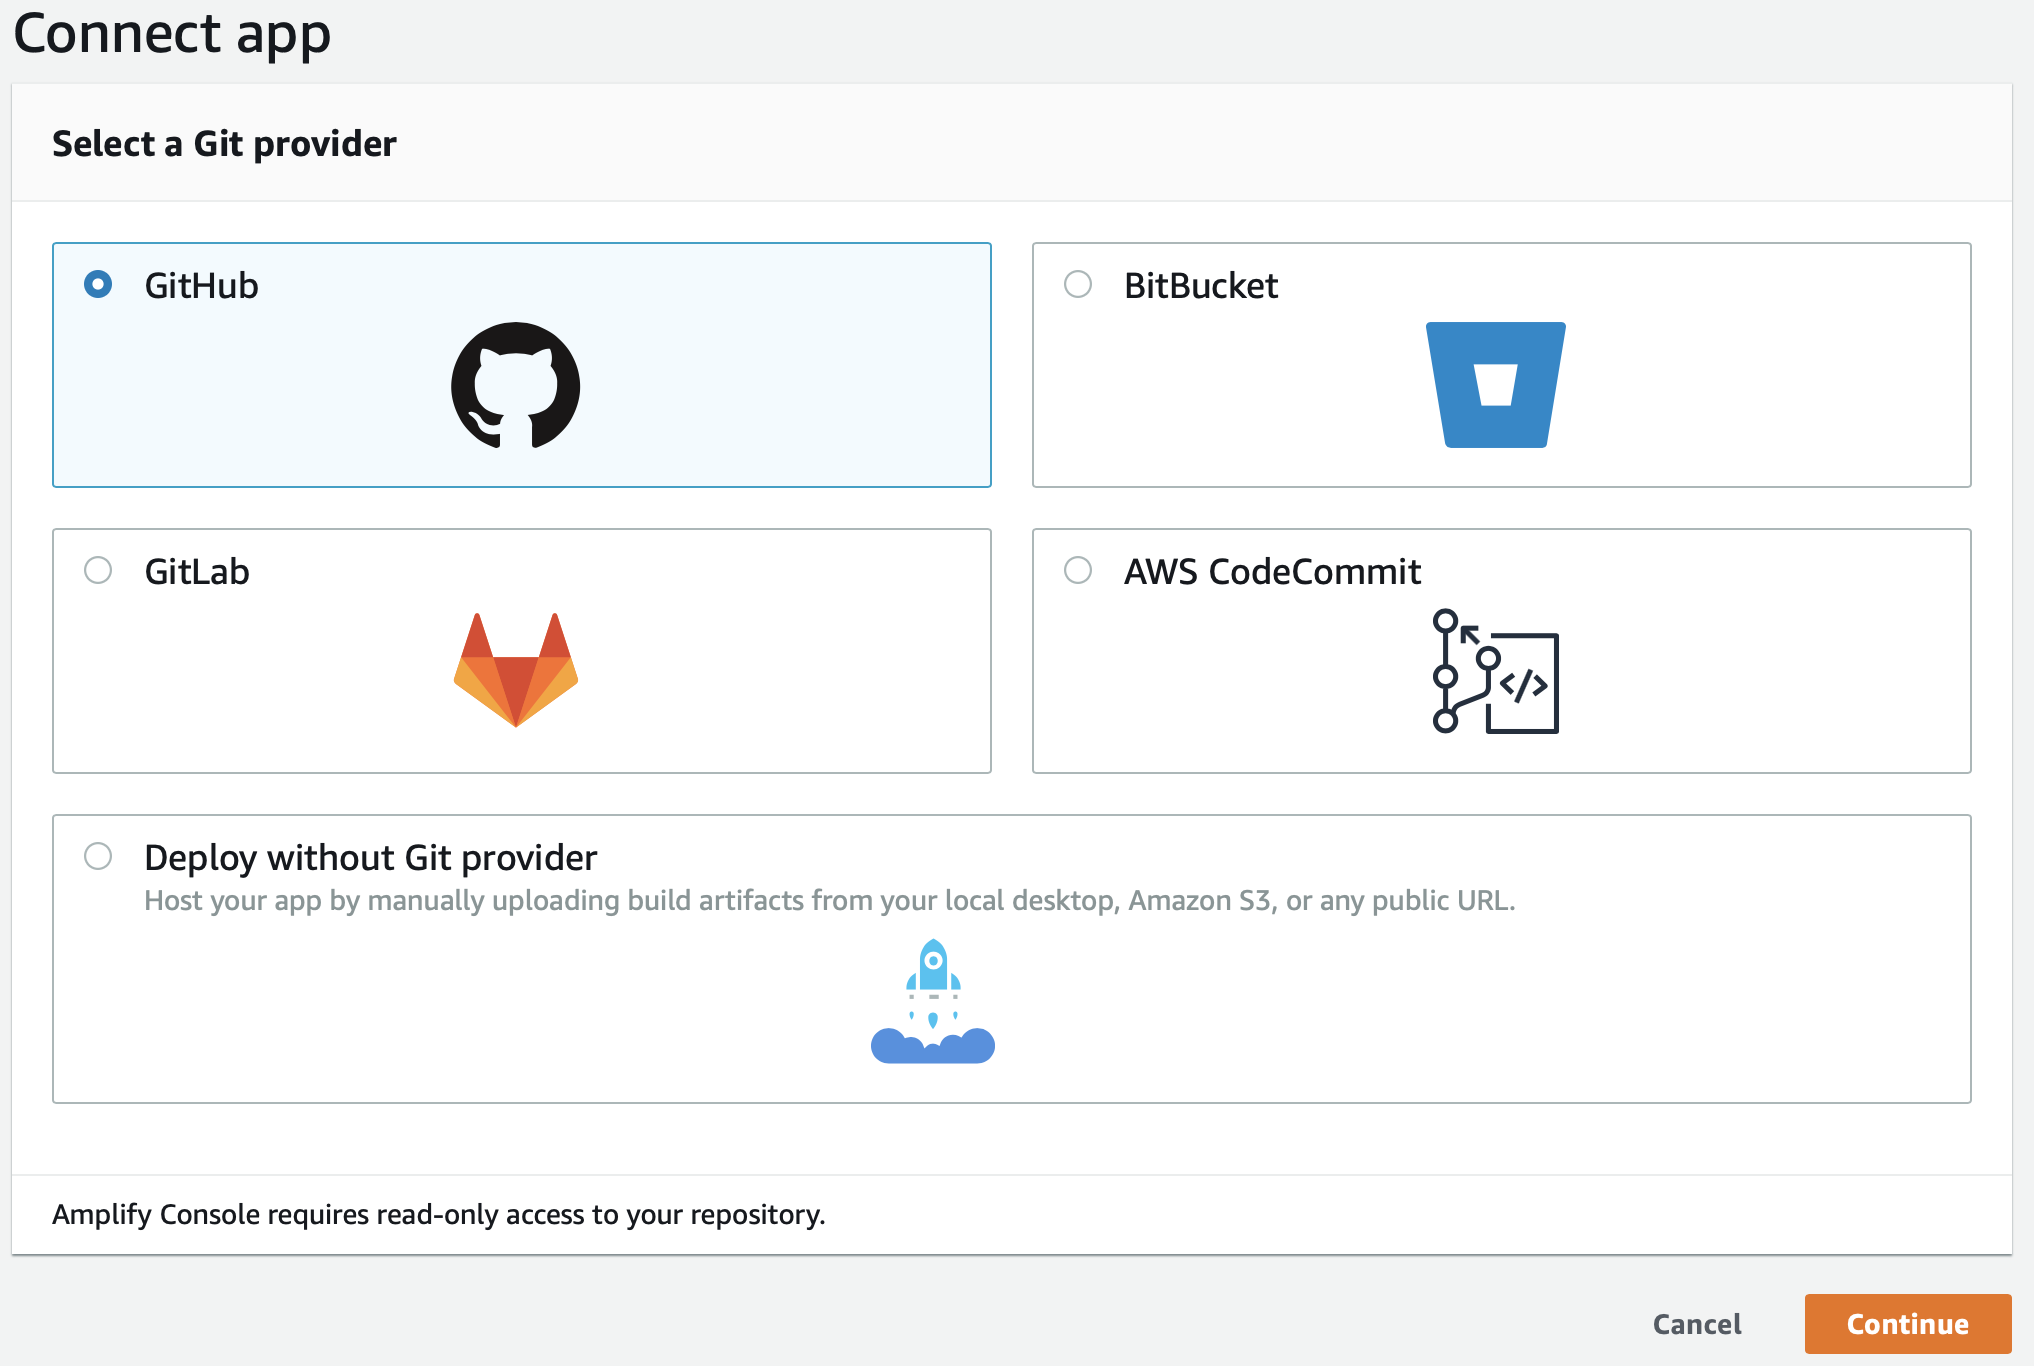 Connect app
Select a Git provider
GitHub
BitBucket
GitLab
AWS CodeCommit
</>
Deploy without Git provider
Host your app by manually uploading build artifacts from your local desktop, Amazon S3, or any public URL.
Amplify Console requires read-only access to your repository.
Cancel
Continue